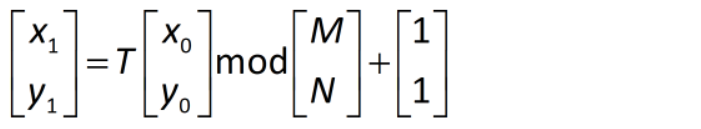 [x₁ y₁] = T [x₀ y₀] mod [M N] + [1 1]